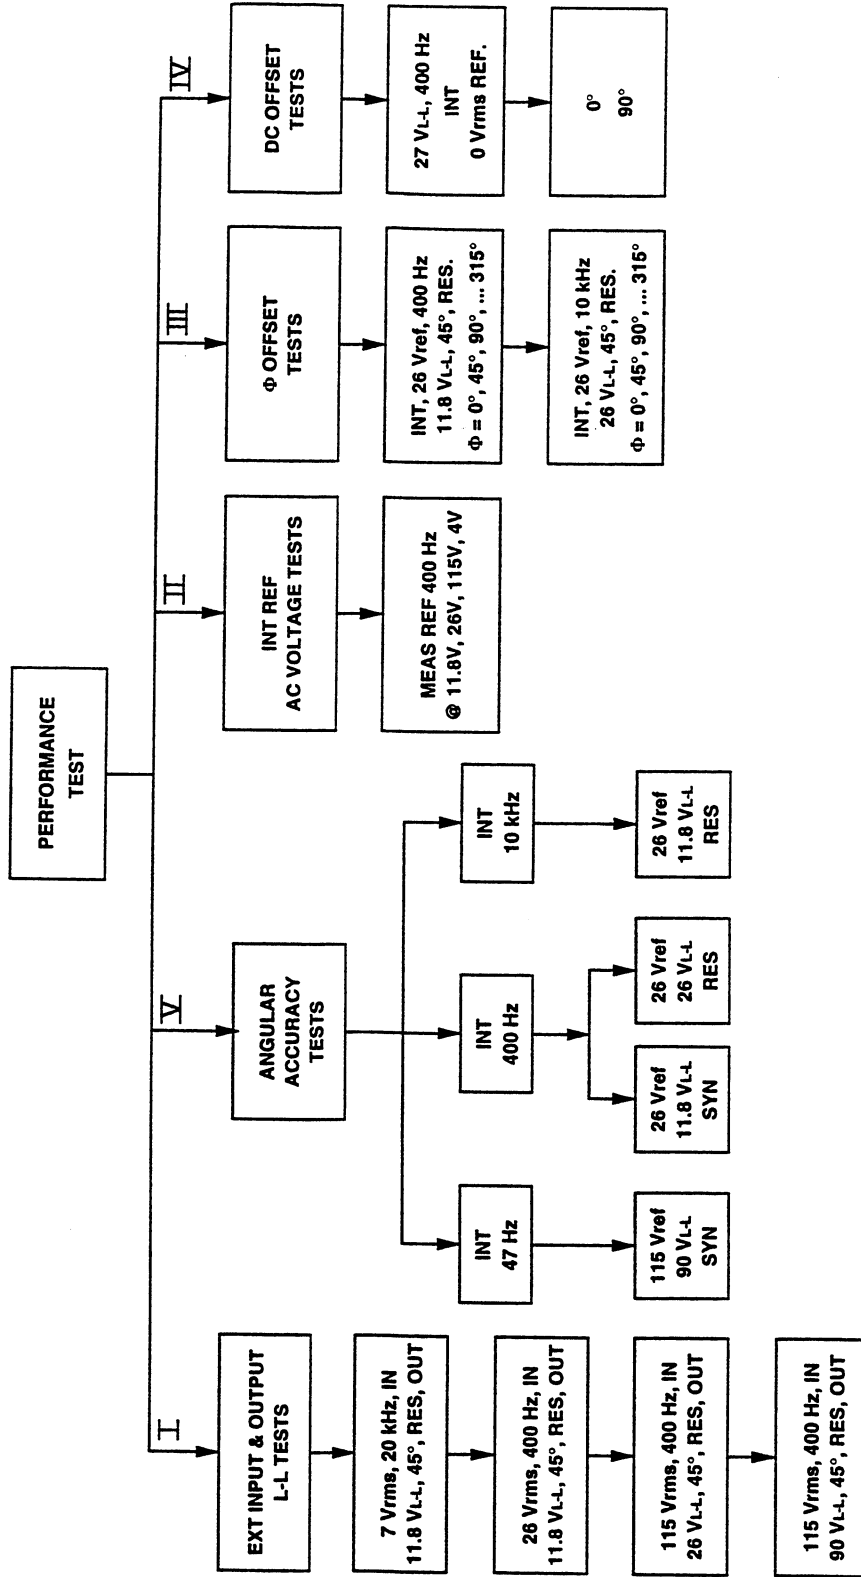 PERFORMANCE
TEST
I
EXT INPUT & OUTPUT
L-L TESTS
7 Vrms, 20 kHz, IN
11.8 VL-L, 45°, RES, OUT
26 Vrms, 400 Hz, IN
11.8 VL-L, 45°, RES, OUT
115 Vrms, 400 Hz, IN
26 VL-L, 45°, RES, OUT
115 Vrms, 400 Hz, IN
90 VL-L, 45°, RES, OUT
V
ANGULAR
ACCURACY
TESTS
INT
47 Hz
115 Vref
90 VL-L
SYN
INT
400 Hz
26 Vref
11.8 VL-L
SYN
26 Vref
26 VL-L
RES
INT
10 kHz
26 Vref
11.8 VL-L
RES
II
INT REF
AC VOLTAGE TESTS
MEAS REF 400 Hz
@ 11.8V, 26V, 115V, 4V
III
Φ OFFSET
TESTS
INT, 26 Vref, 400 Hz
11.8 VL-L, 45°, RES.
Φ = 0°, 45°, 90°, ... 315°
INT, 26 Vref, 10 kHz
26 VL-L, 45°, RES.
Φ = 0°, 45°, 90°, ... 315°
IV
DC OFFSET
TESTS
27 VL-L, 400 Hz
INT
0 Vrms REF.
0°
90°